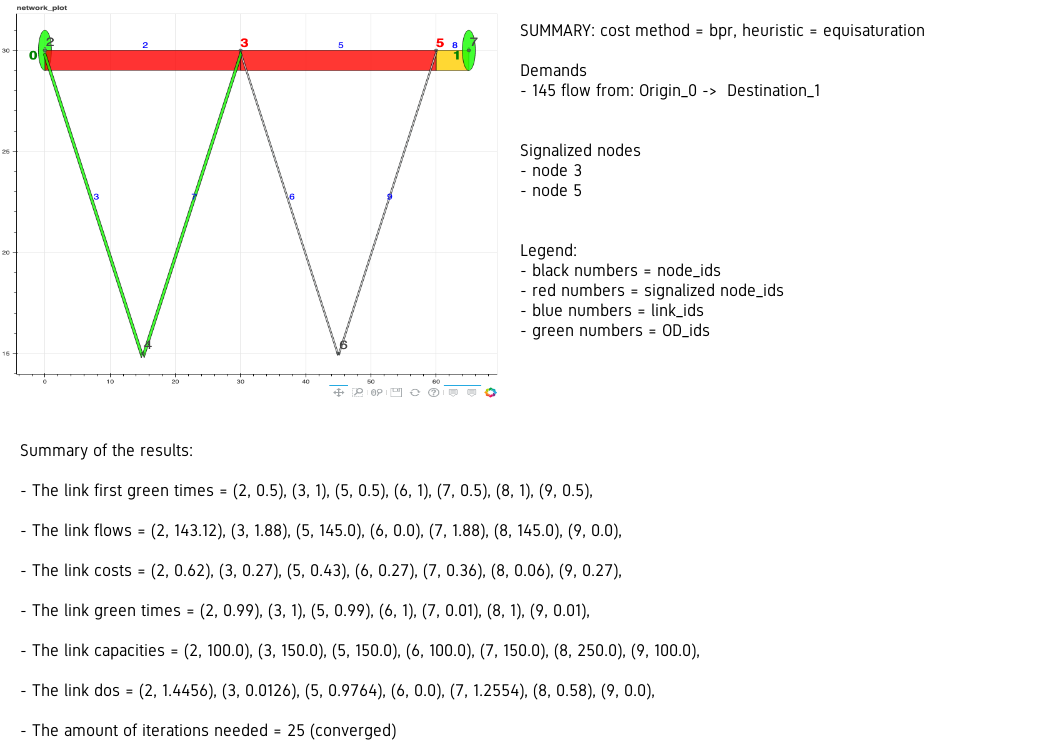 network_plot
30
25
20
15
0
10
20
30
40
50
60
2
0
2
3
5
5
8
7
1
3
7
6
9
4
6
SUMMARY: cost method = bpr, heuristic = equisaturation
Demands
- 145 flow from: Origin_0 -> Destination_1
Signalized nodes
- node 3
- node 5
Legend:
- black numbers = node_ids
- red numbers = signalized node_ids
- blue numbers = link_ids
- green numbers = OD_ids
Summary of the results:
- The link first green times = (2, 0.5), (3, 1), (5, 0.5), (6, 1), (7, 0.5), (8, 1), (9, 0.5),
- The link flows = (2, 143.12), (3, 1.88), (5, 145.0), (6, 0.0), (7, 1.88), (8, 145.0), (9, 0.0),
- The link costs = (2, 0.62), (3, 0.27), (5, 0.43), (6, 0.27), (7, 0.36), (8, 0.06), (9, 0.27),
- The link green times = (2, 0.99), (3, 1), (5, 0.99), (6, 1), (7, 0.01), (8, 1), (9, 0.01),
- The link capacities = (2, 100.0), (3, 150.0), (5, 150.0), (6, 100.0), (7, 150.0), (8, 250.0), (9, 100.0),
- The link dos = (2, 1.4456), (3, 0.0126), (5, 0.9764), (6, 0.0), (7, 1.2554), (8, 0.58), (9, 0.0),
- The amount of iterations needed = 25 (converged)